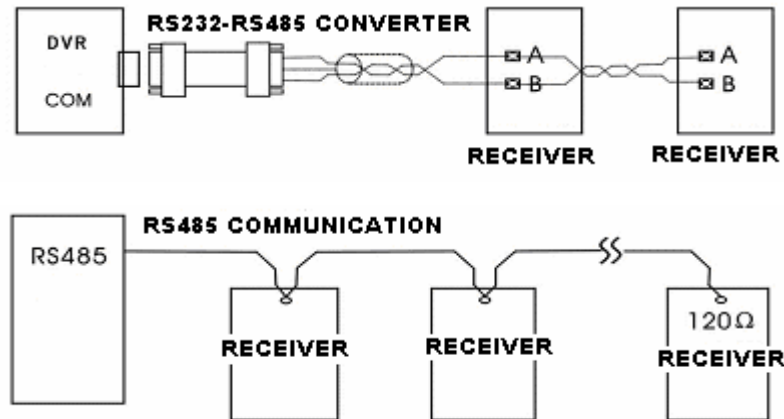 RS232-RS485 CONVERTER
DVR
COM
A
B
A
B
RECEIVER
RECEIVER
RS485 COMMUNICATION
RS485
RECEIVER
RECEIVER
120Ω
RECEIVER